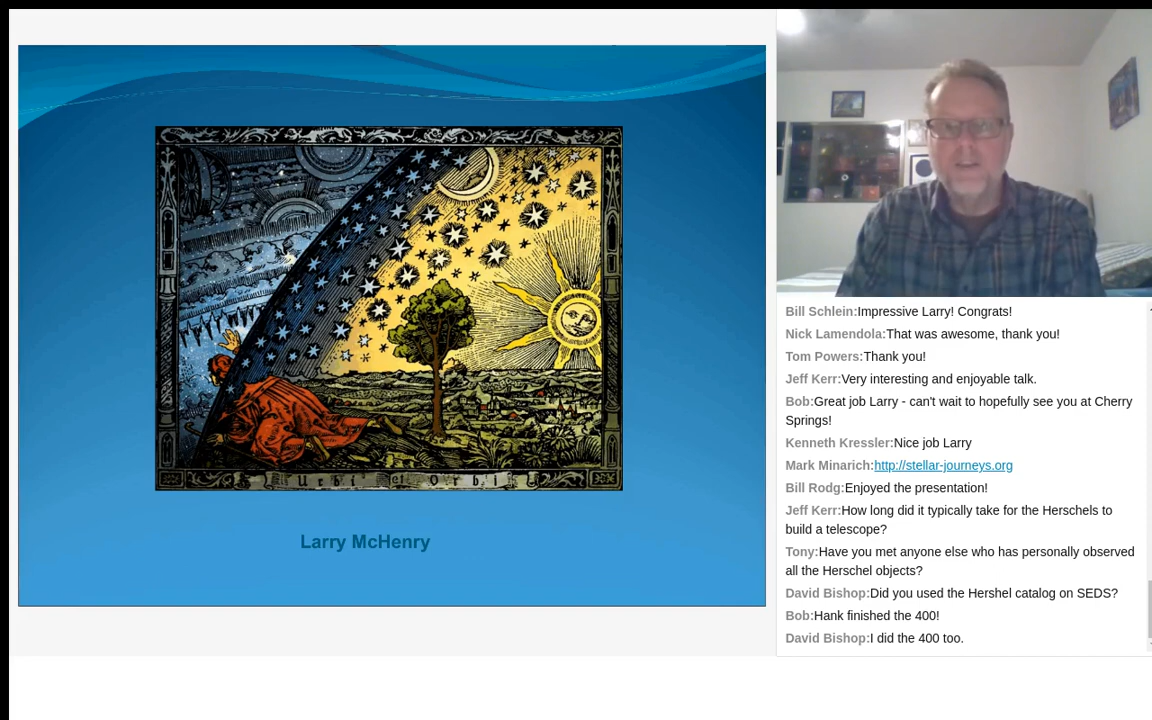 Urbi et Orbi
Larry McHenry
Bill Schlein:Impressive Larry! Congrats!
Nick Lamendola:That was awesome, thank you!
Tom Powers:Thank you!
Jeff Kerr:Very interesting and enjoyable talk.
Bob:Great job Larry - can't wait to hopefully see you at Cherry
Springs!
Kenneth Kressler:Nice job Larry
Mark Minarich:http://stellar-journeys.org
Bill Rodg:Enjoyed the presentation!
Jeff Kerr:How long did it typically take for the Herschels to
build a telescope?
Tony:Have you met anyone else who has personally observed
all the Herschel objects?
David Bishop:Did you used the Hershel catalog on SEDS?
Bob:Hank finished the 400!
David Bishop:I did the 400 too.